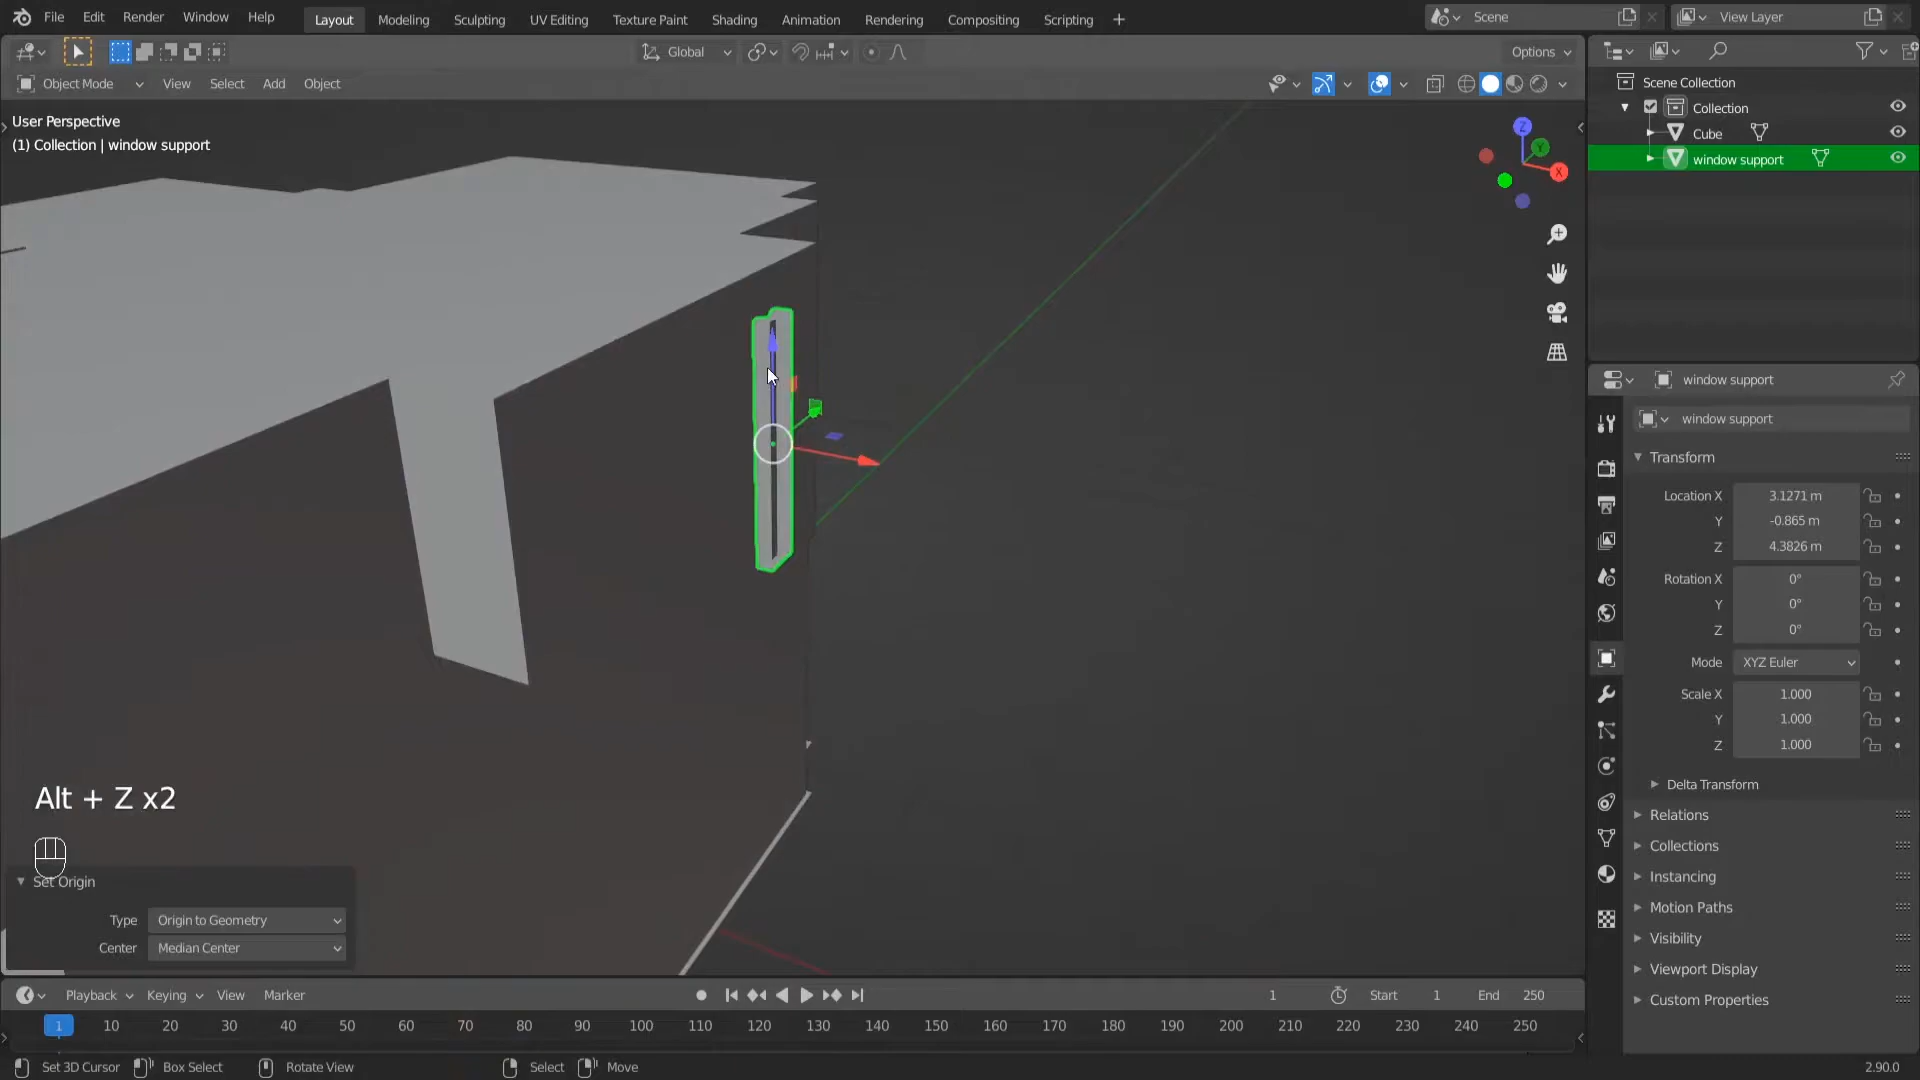 File Edit Render Window Help Layout Modeling Sculpting UV Editing Texture Paint Shading Animation Rendering Compositing Scripting + Scene View Layer
Global Options
Object Mode View Select Add Object
User Perspective
(1) Collection | window support
Z
Y
X
Scene Collection
Collection
Cube
window support
window support
window support
Transform
Location X 3.1271 m
Y -0.865 m
Z 4.3826 m
Rotation X 0°
Y 0°
Z 0°
Mode XYZ Euler
Scale X 1.000
Y 1.000
Z 1.000
Delta Transform
Relations
Collections
Instancing
Motion Paths
Visibility
Viewport Display
Custom Properties
Alt + Z x2
Set Origin
Type Origin to Geometry
Center Median Center
Playback Keying View Marker 1 Start 1 End 250
1 10 20 30 40 50 60 70 80 90 100 110 120 130 140 150 160 170 180 190 200 210 220 230 240 250
Set 3D Cursor Box Select Rotate View Select Move 2.90.0